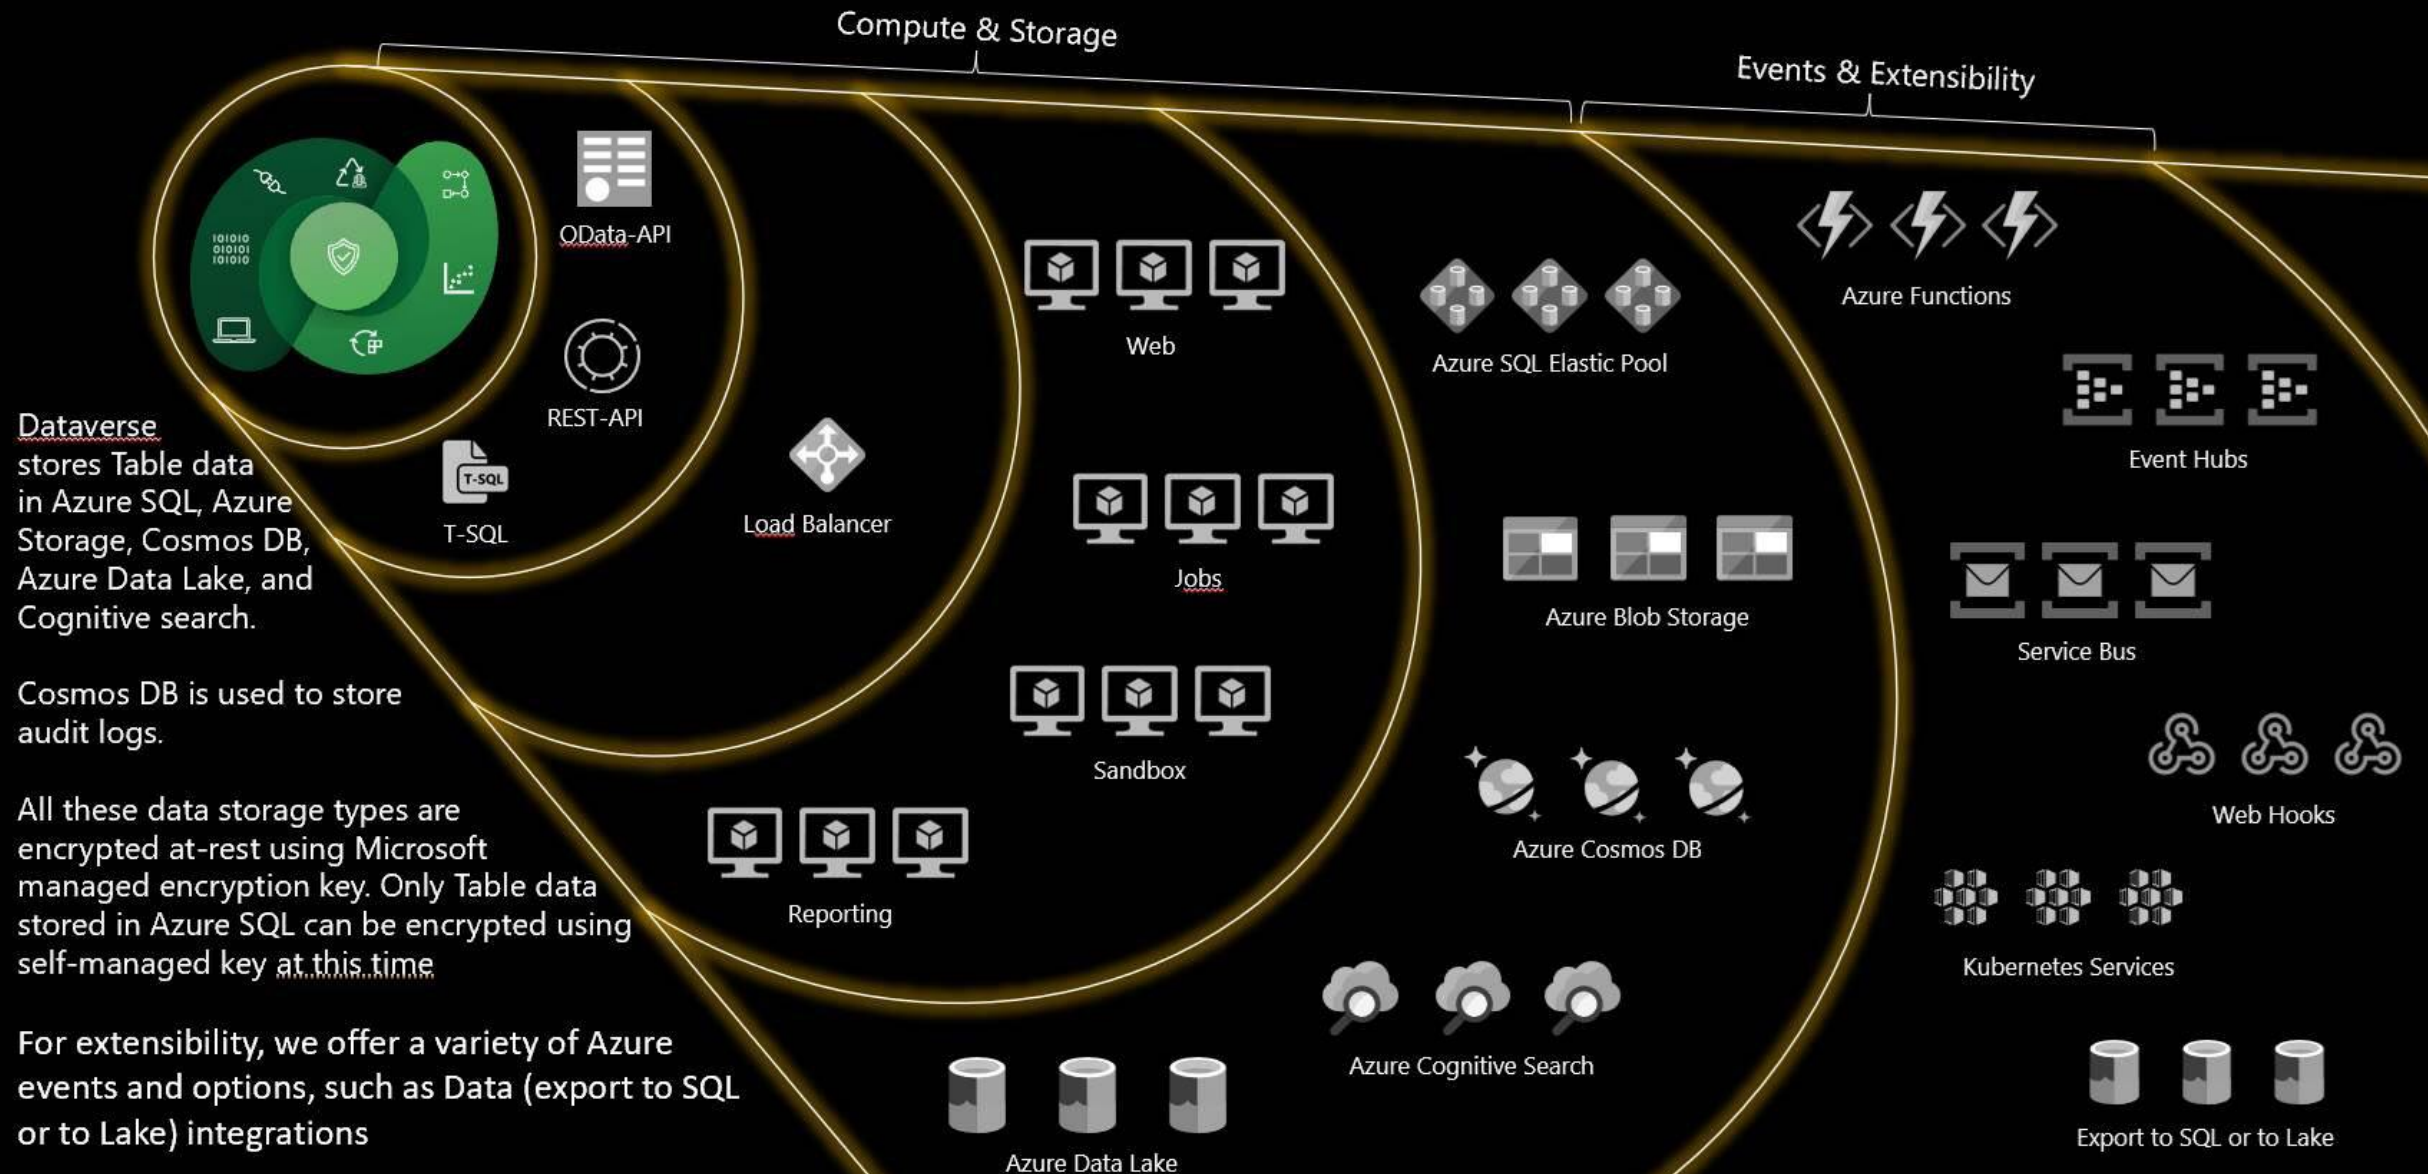 Compute & Storage
Events & Extensibility
OData-API
REST-API
T-SQL
T-SQL
Load Balancer
Web
Jobs
Sandbox
Reporting
Azure SQL Elastic Pool
Azure Blob Storage
Azure Cosmos DB
Azure Cognitive Search
Azure Data Lake
Azure Functions
Event Hubs
Service Bus
Web Hooks
Kubernetes Services
Export to SQL or to Lake
101010
010101
101010
Dataverse
stores Table data
in Azure SQL, Azure
Storage, Cosmos DB,
Azure Data Lake, and
Cognitive search.
Cosmos DB is used to store
audit logs.
All these data storage types are
encrypted at-rest using Microsoft
managed encryption key. Only Table data
stored in Azure SQL can be encrypted using
self-managed key at this time
For extensibility, we offer a variety of Azure
events and options, such as Data (export to SQL
or to Lake) integrations